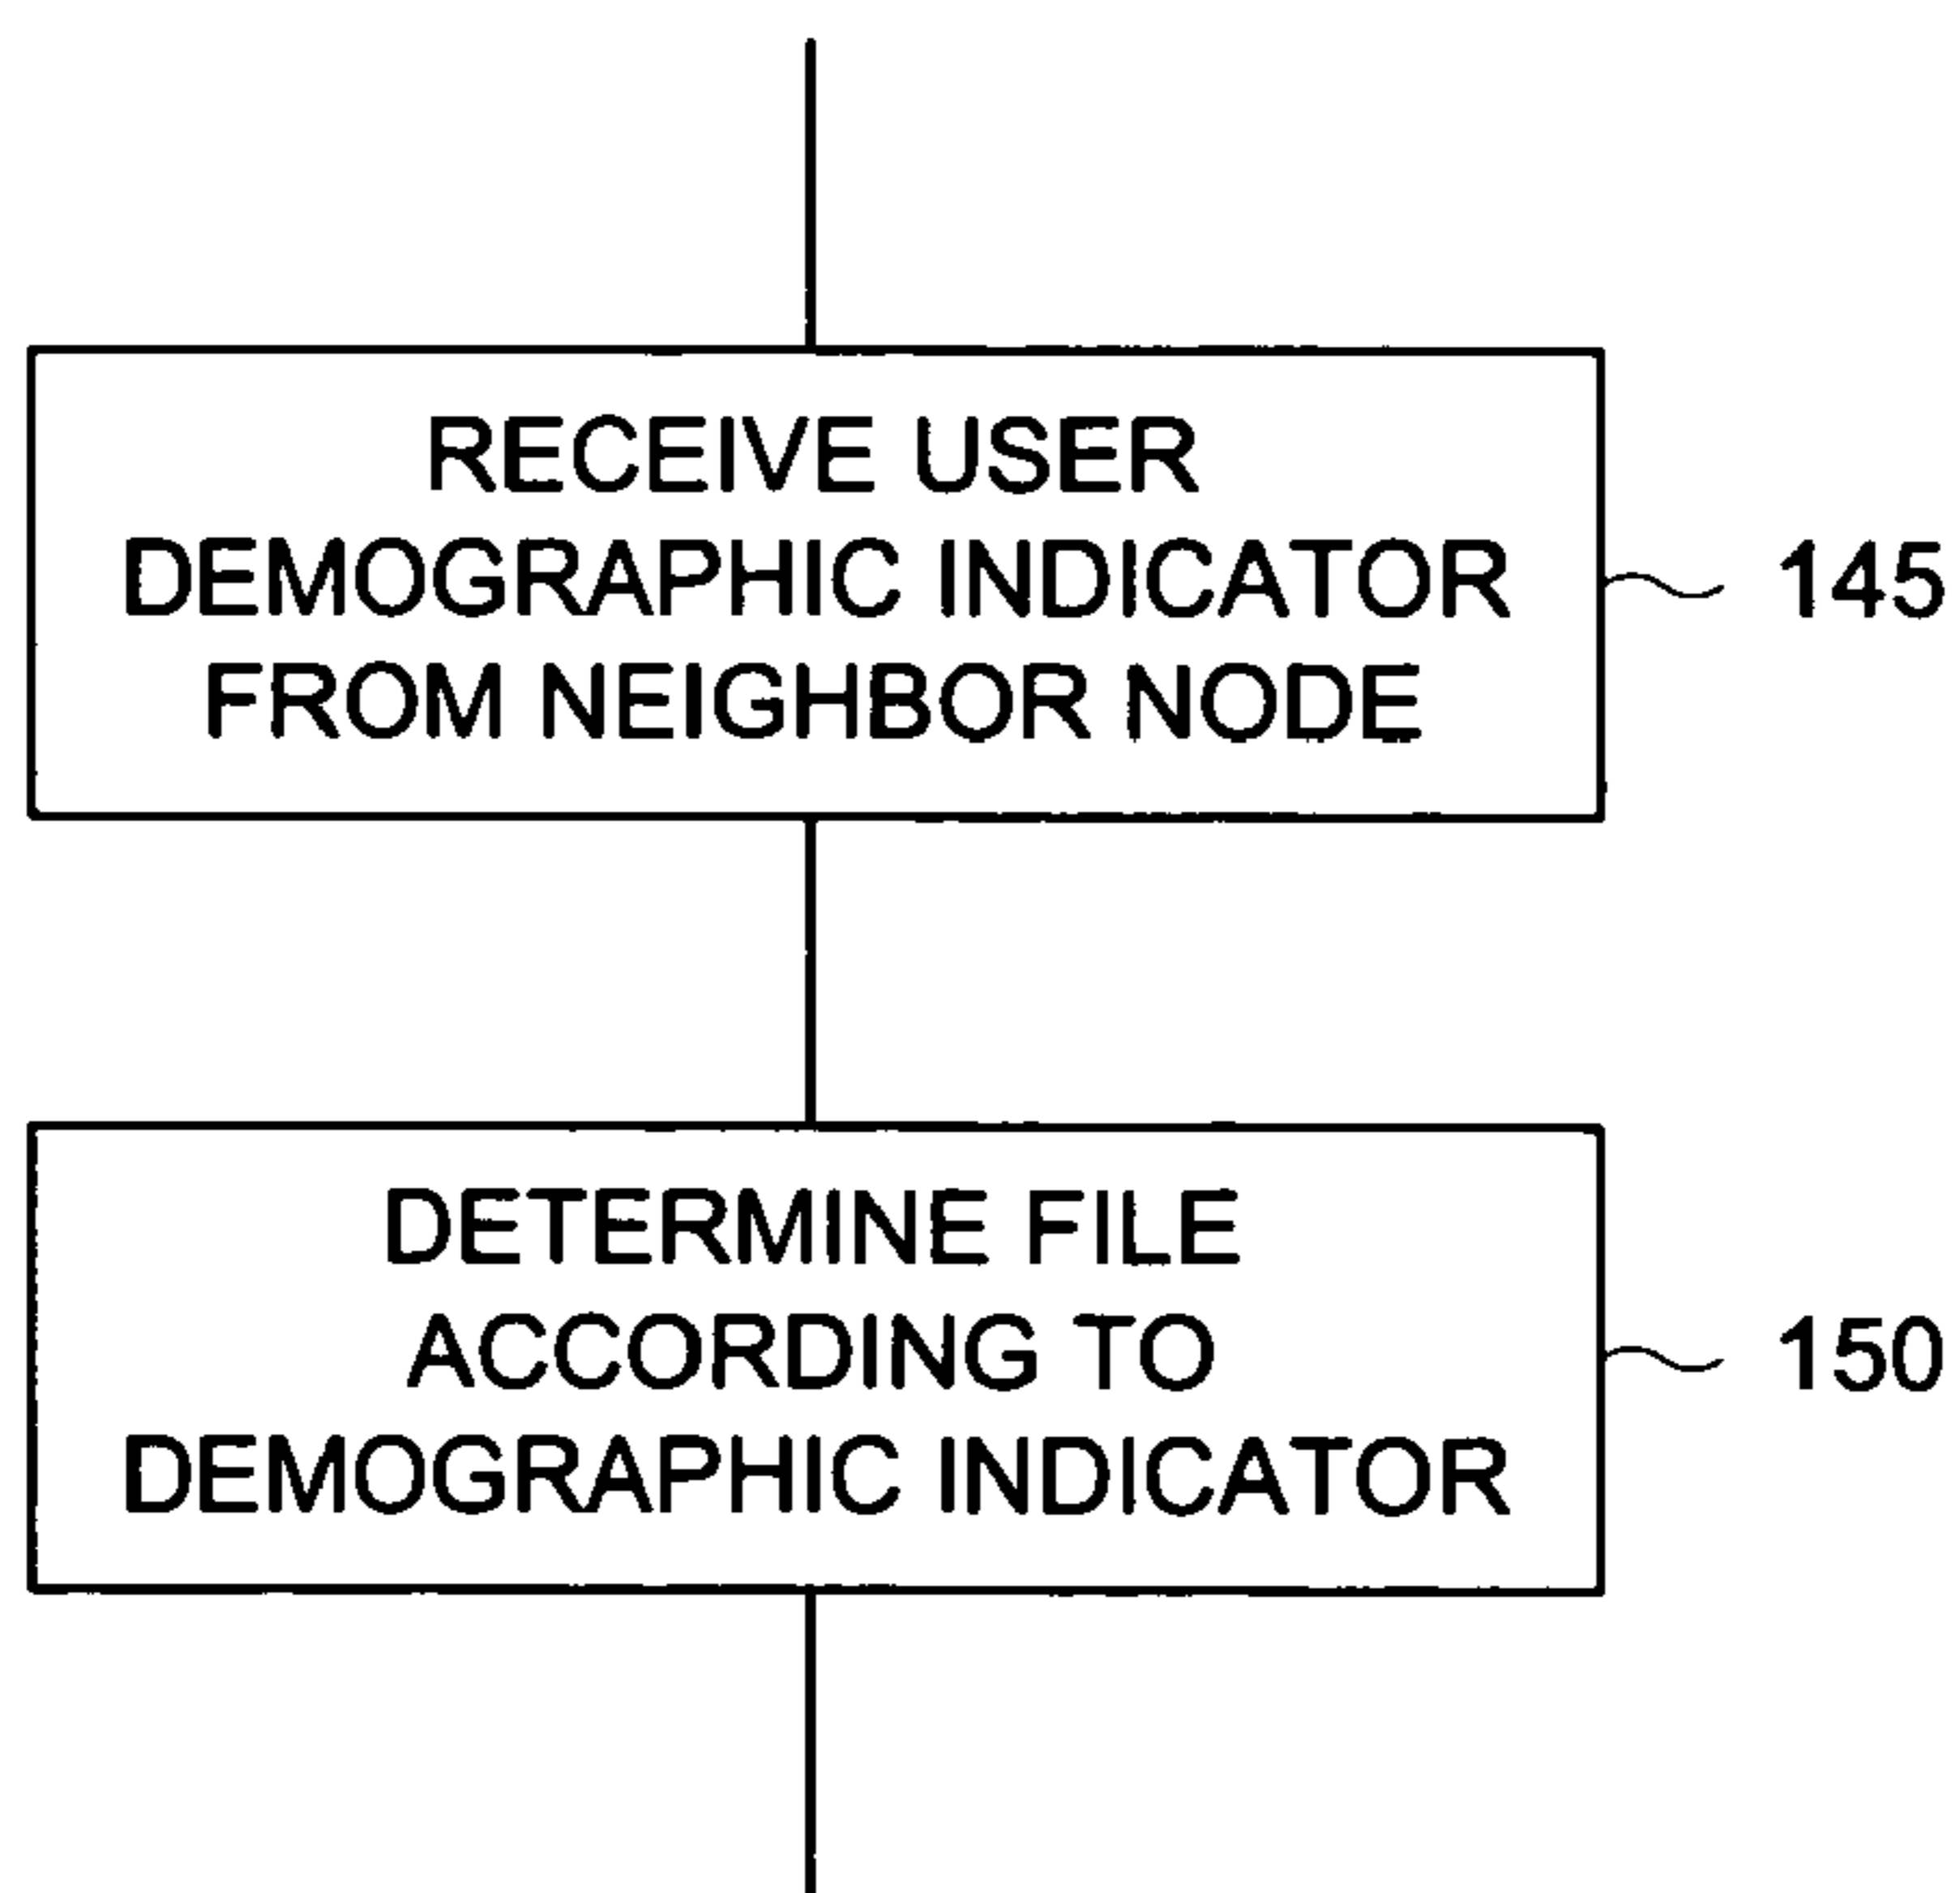 RECEIVE USER
DEMOGRAPHIC INDICATOR
FROM NEIGHBOR NODE
145
DETERMINE FILE
ACCORDING TO
DEMOGRAPHIC INDICATOR
150